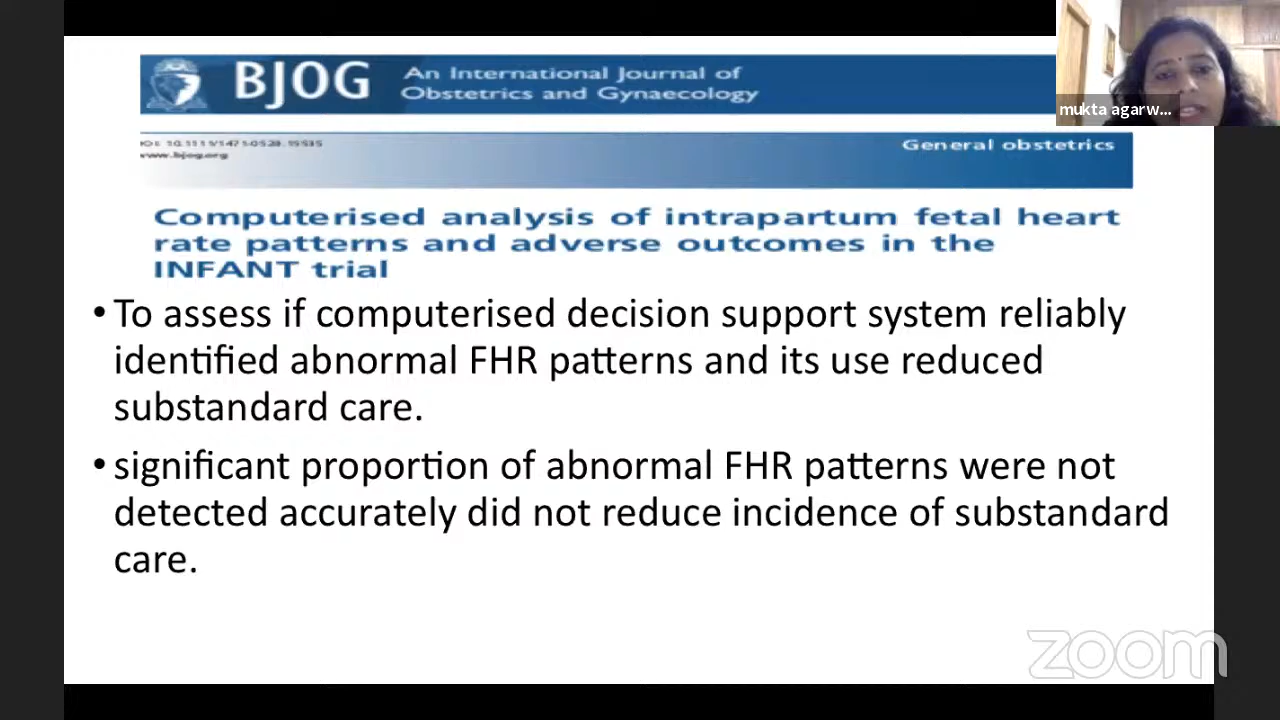 BJOG An International Journal of
Obstetrics and Gynaecology
mukta agarw...
www.bjog.org
General obstetrics
Computerised analysis of intrapartum fetal heart
rate patterns and adverse outcomes in the
INFANT trial
• To assess if computerised decision support system reliably
identified abnormal FHR patterns and its use reduced
substandard care.
• significant proportion of abnormal FHR patterns were not
detected accurately did not reduce incidence of substandard
care.
zoom